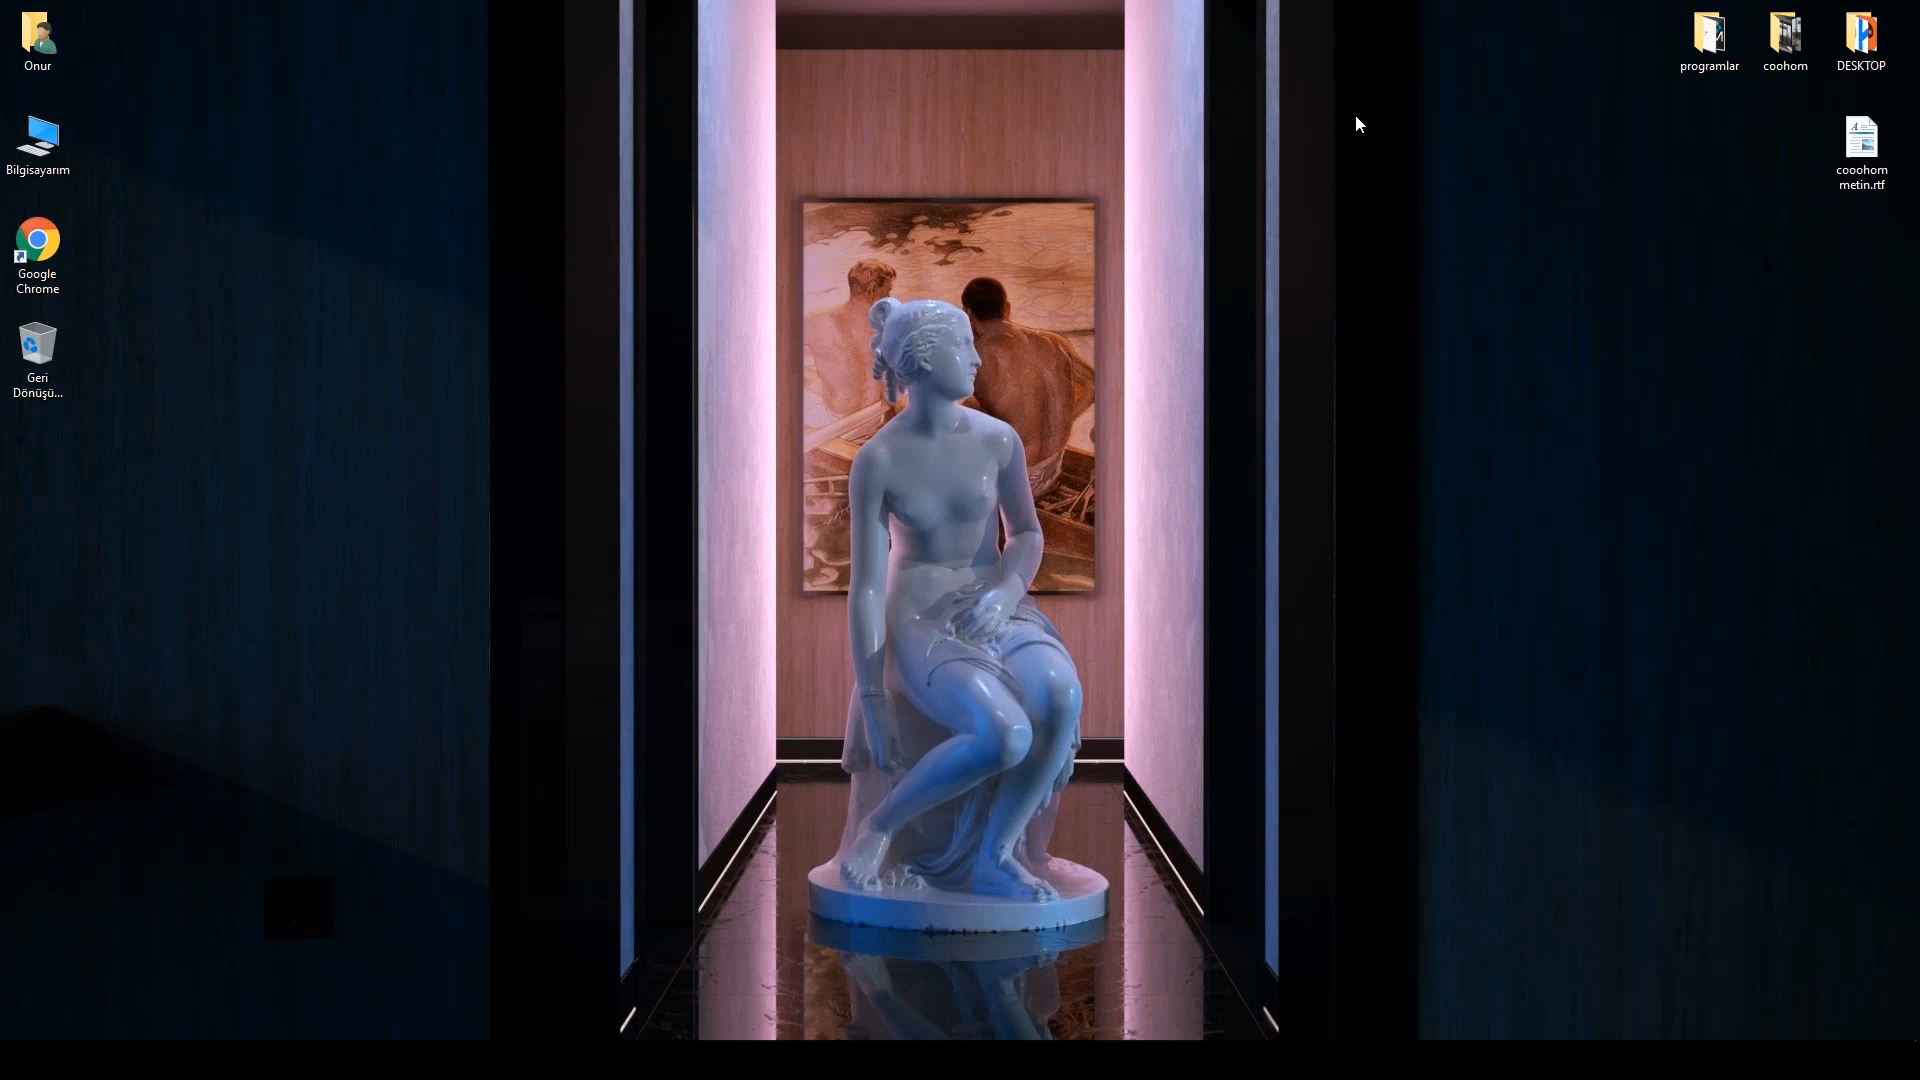 Onur
Bilgisayarım
Google
Chrome
Geri
Dönüşü...
programlar
coohom
DESKTOP
cooohom
metin.rtf